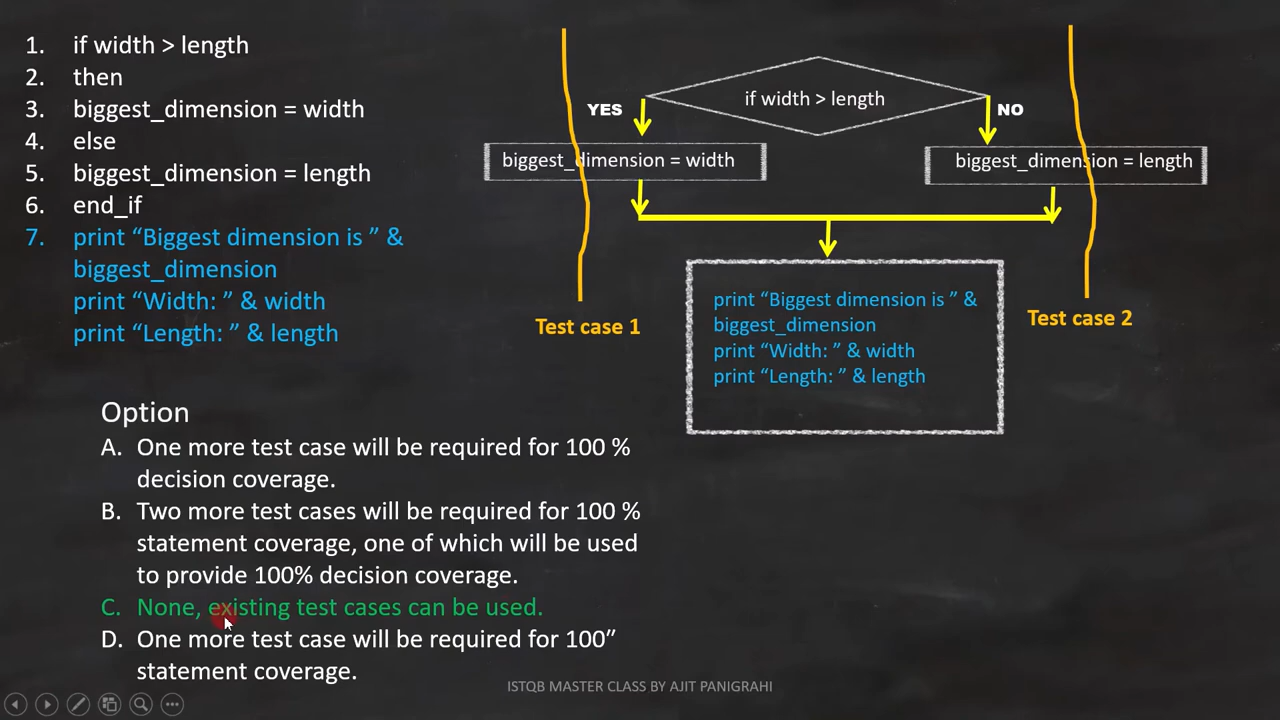 1. if width > length
2. then
3. biggest_dimension = width
4. else
5. biggest_dimension = length
6. end_if
7. print “Biggest dimension is ” &
biggest_dimension
print “Width: ” & width
print “Length: ” & length
if width > length
YES
NO
biggest_dimension = width
biggest_dimension = length
print “Biggest dimension is ” &
biggest_dimension
print “Width: ” & width
print “Length: ” & length
Test case 1
Test case 2
Option
A. One more test case will be required for 100 %
decision coverage.
B. Two more test cases will be required for 100 %
statement coverage, one of which will be used
to provide 100% decision coverage.
C. None, existing test cases can be used.
D. One more test case will be required for 100”
statement coverage.
ISTQB MASTER CLASS BY AJIT PANIGRAHI